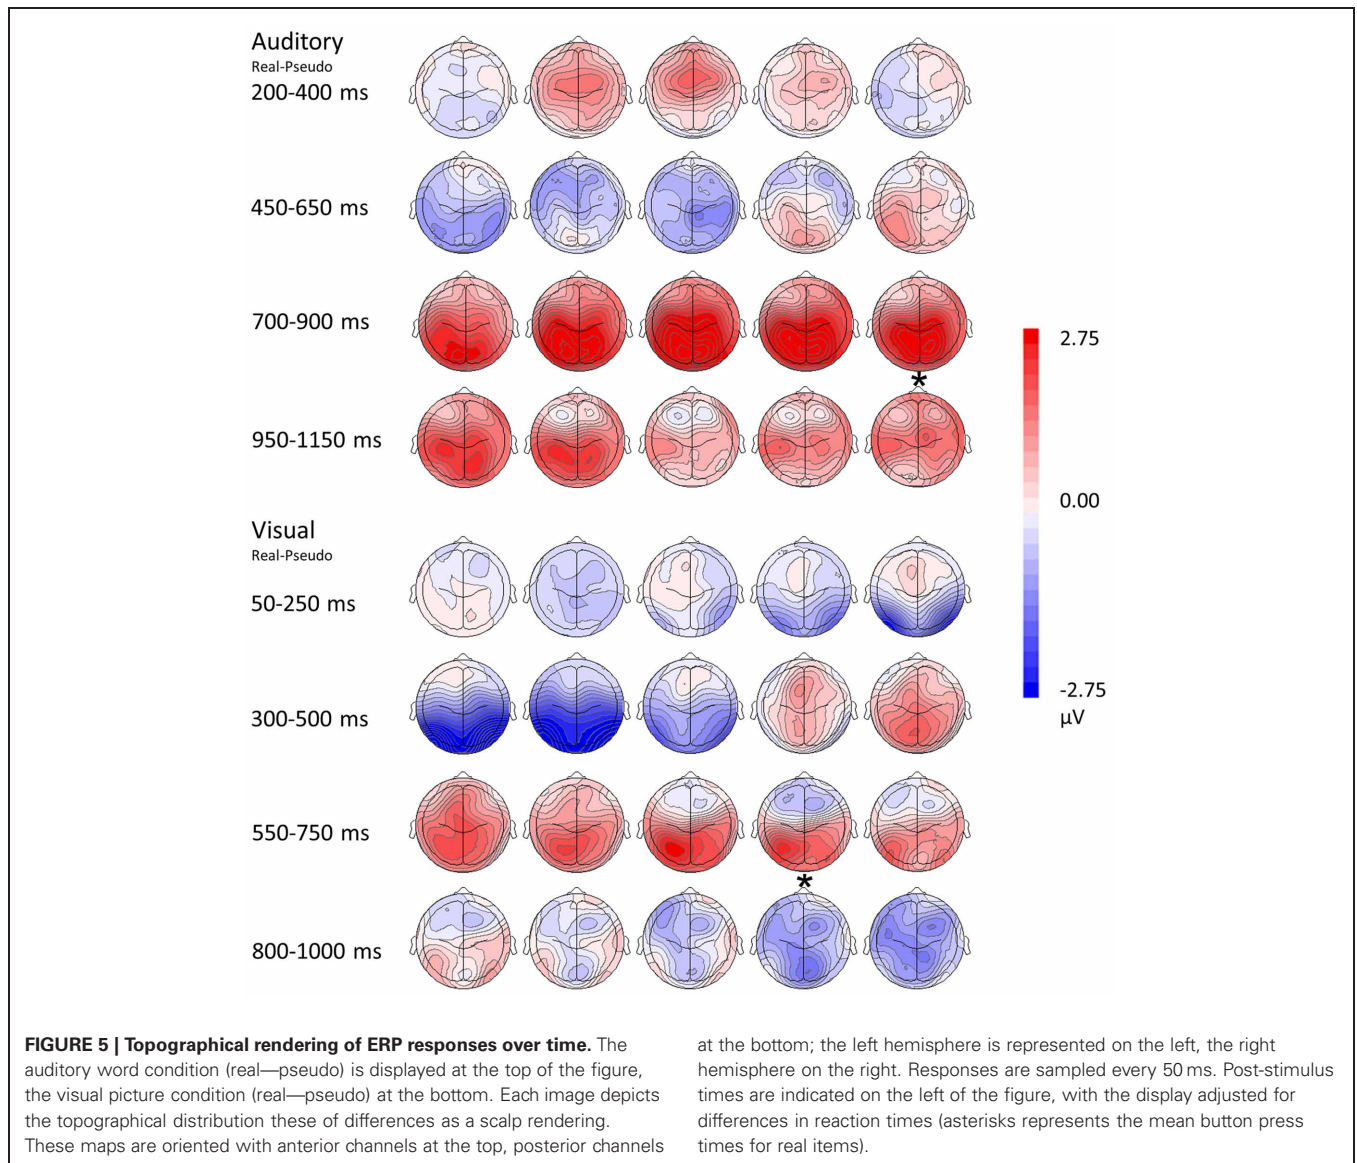 Auditory
Real-Pseudo
200-400 ms
450-650 ms
700-900 ms
*
950-1150 ms
2.75
0.00
-2.75
µV
Visual
Real-Pseudo
50-250 ms
300-500 ms
550-750 ms
*
800-1000 ms
FIGURE 5 | Topographical rendering of ERP responses over time. The
auditory word condition (real—pseudo) is displayed at the top of the figure,
the visual picture condition (real—pseudo) at the bottom. Each image depicts
the topographical distribution these of differences as a scalp rendering.
These maps are oriented with anterior channels at the top, posterior channels
at the bottom; the left hemisphere is represented on the left, the right
hemisphere on the right. Responses are sampled every 50 ms. Post-stimulus
times are indicated on the left of the figure, with the display adjusted for
differences in reaction times (asterisks represents the mean button press
times for real items).